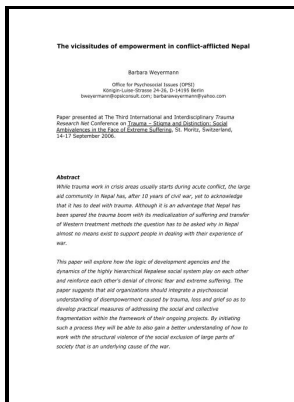 The vicissitudes of empowerment in conflict-afflicted Nepal
Barbara Weyermann
Office for Psychosocial Issues (OPSI)
Königin-Luise-Strasse 24-26, D-14195 Berlin
bweyermann@opsiconsult.com; barbaraweyermann@yahoo.com
Paper presented at The Third International and Interdisciplinary Trauma
Research Net Conference on Trauma – Stigma and Distinction: Social
Ambivalences in the Face of Extreme Suffering, St. Moritz, Switzerland,
14-17 September 2006.
Abstract
While trauma work in crisis areas usually starts during acute conflict, the large
aid community in Nepal has, after 10 years of civil war, yet to acknowledge
that it has to deal with trauma. Although it is an advantage that Nepal has
been spared the trauma boom with its medicalization of suffering and transfer
of Western treatment methods the question has to be asked why in Nepal
almost no means exist to support people in dealing with their experience of
war.
This paper will explore how the logic of development agencies and the
dynamics of the highly hierarchical Nepalese social system play on each other
and reinforce each other's denial of chronic fear and extreme suffering. The
paper suggests that aid organizations should integrate a psychosocial
understanding of disempowerment caused by trauma, loss and grief so as to
develop practical measures of addressing the social and collective
fragmentation within the framework of their ongoing projects. By initiating
such a process they will be able to also gain a better understanding of how to
work with the structural violence of the social exclusion of large parts of
society that is an underlying cause of the war.